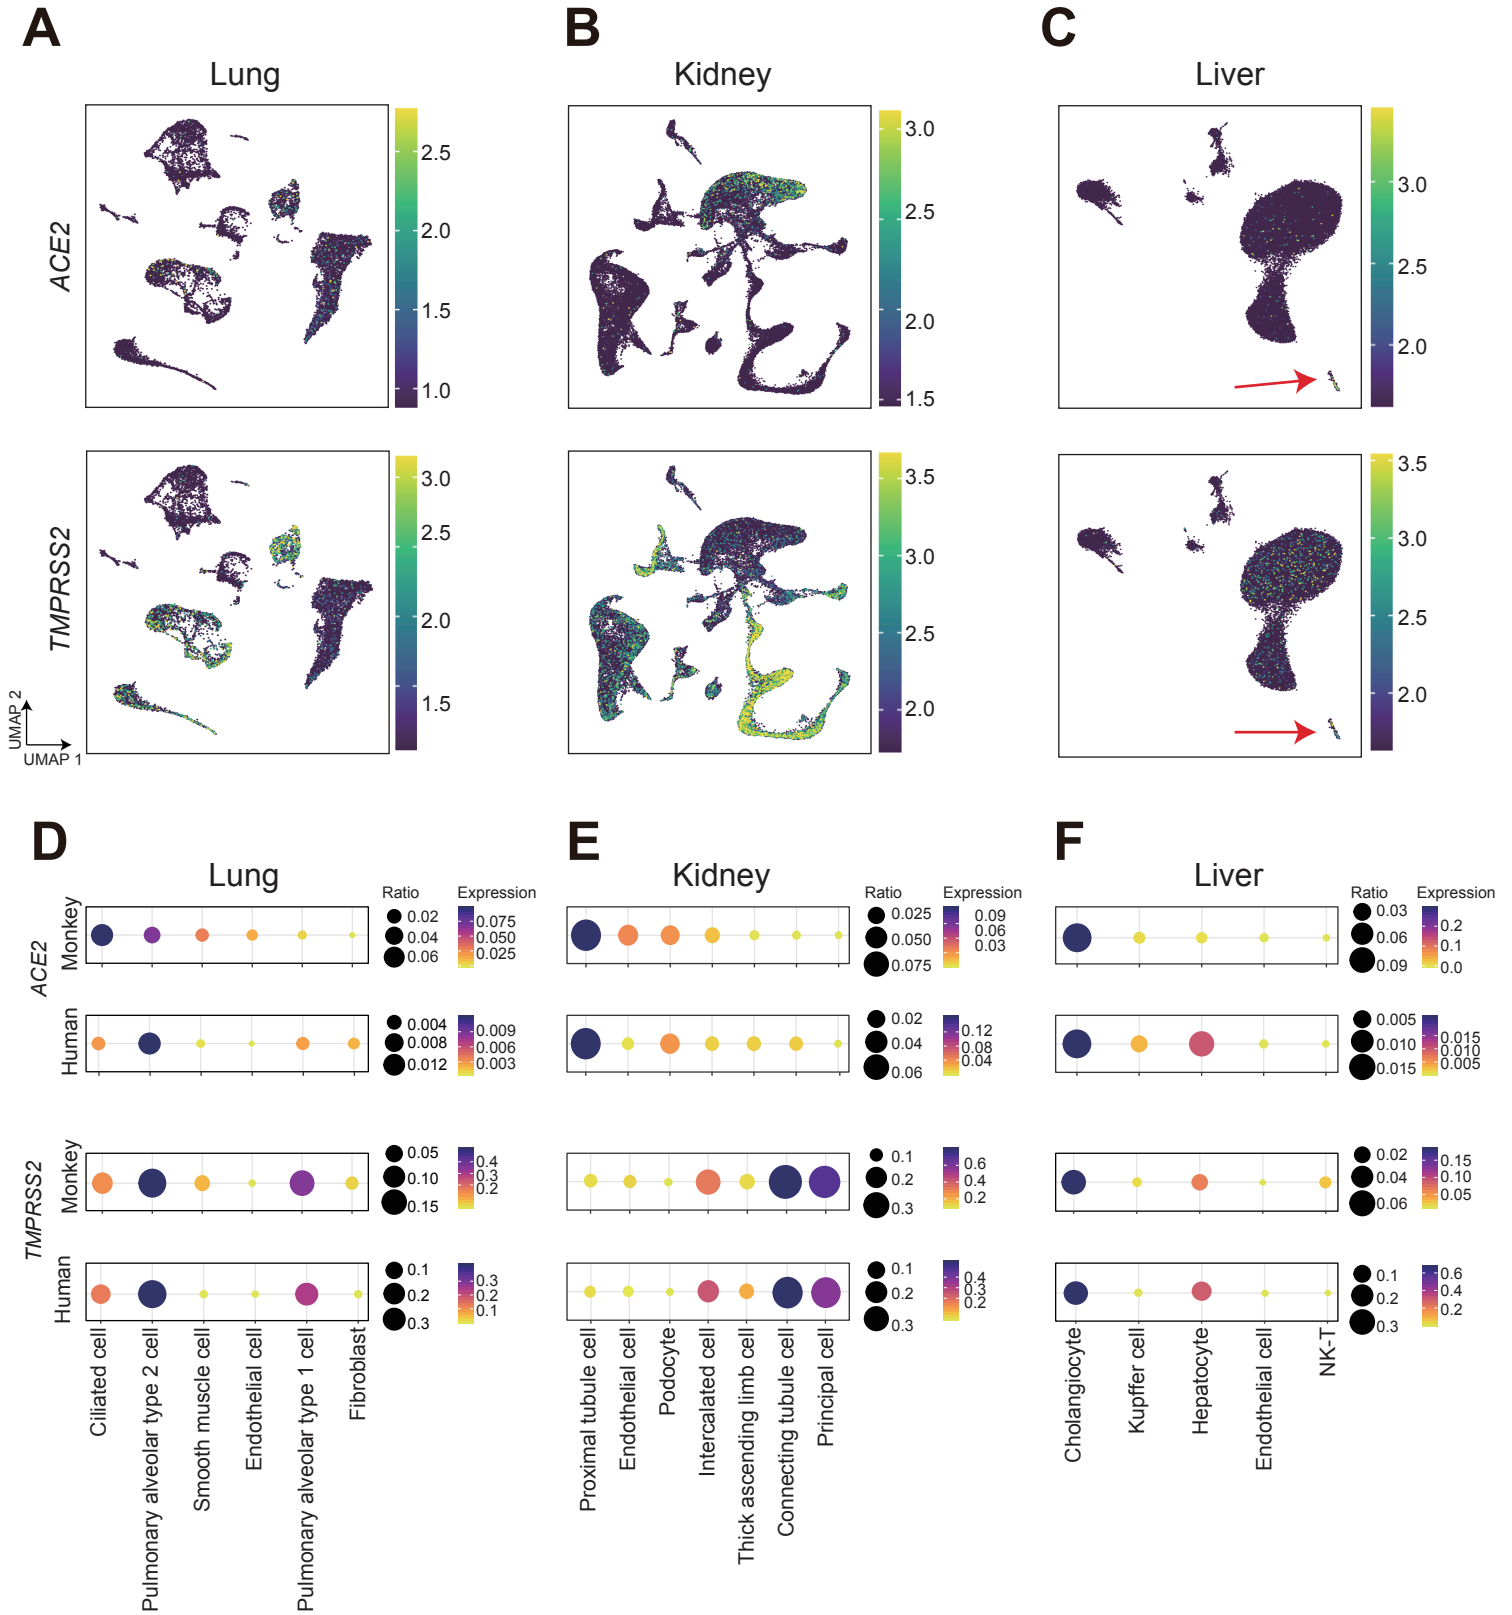 A
B
C
Lung
Kidney
Liver
ACE2
2.5
2.0
1.5
1.0
3.0
2.5
2.0
1.5
3.0
2.5
2.0
TMPRSS2
3.0
2.5
2.0
1.5
3.5
3.0
2.5
2.0
3.5
3.0
2.5
2.0
UMAP 2
UMAP 1
D
E
F
Lung
Kidney
Liver
Ratio
Expression
Ratio
Expression
Ratio
Expression
ACE2
Monkey
0.02
0.04
0.06
0.075
0.050
0.025
0.025
0.050
0.075
0.09
0.06
0.03
0.03
0.06
0.09
0.2
0.1
0.0
Human
0.004
0.008
0.012
0.009
0.006
0.003
0.02
0.04
0.06
0.12
0.08
0.04
0.005
0.010
0.015
0.015
0.010
0.005
TMPRSS2
Monkey
0.05
0.10
0.15
0.4
0.3
0.2
0.1
0.2
0.3
0.6
0.4
0.2
0.02
0.04
0.06
0.15
0.10
0.05
Human
0.1
0.2
0.3
0.3
0.2
0.1
0.1
0.2
0.3
0.4
0.3
0.2
0.1
0.2
0.3
0.6
0.4
0.2
Ciliated cell
Pulmonary alveolar type 2 cell
Smooth muscle cell
Endothelial cell
Pulmonary alveolar type 1 cell
Fibroblast
Proximal tubule cell
Endothelial cell
Podocyte
Intercalated cell
Thick ascending limb cell
Connecting tubule cell
Principal cell
Cholangiocyte
Kupffer cell
Hepatocyte
Endothelial cell
NK-T